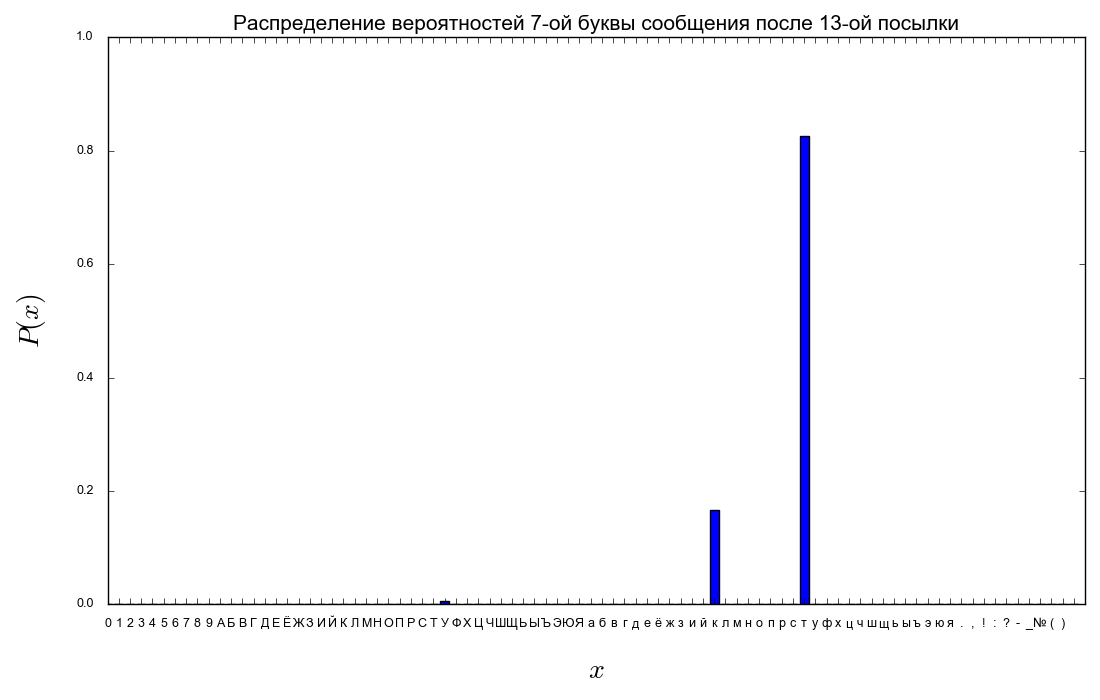 Распределение вероятностей 7-ой буквы сообщения после 13-ой посылки
1.0
0.8
0.6
0.4
0.2
0.0
P(x)
0 1 2 3 4 5 6 7 8 9 А Б В Г Д Е Ё Ж З И Й К Л М Н О П Р С Т У Ф Х Ц Ч Ш Щ Ь Ы Ъ Э Ю Я а б в г д е ё ж з и й к л м н о п р с т у ф х ц ч ш щ ь ы ъ э ю я . , ! : ? - _ № ( )
x